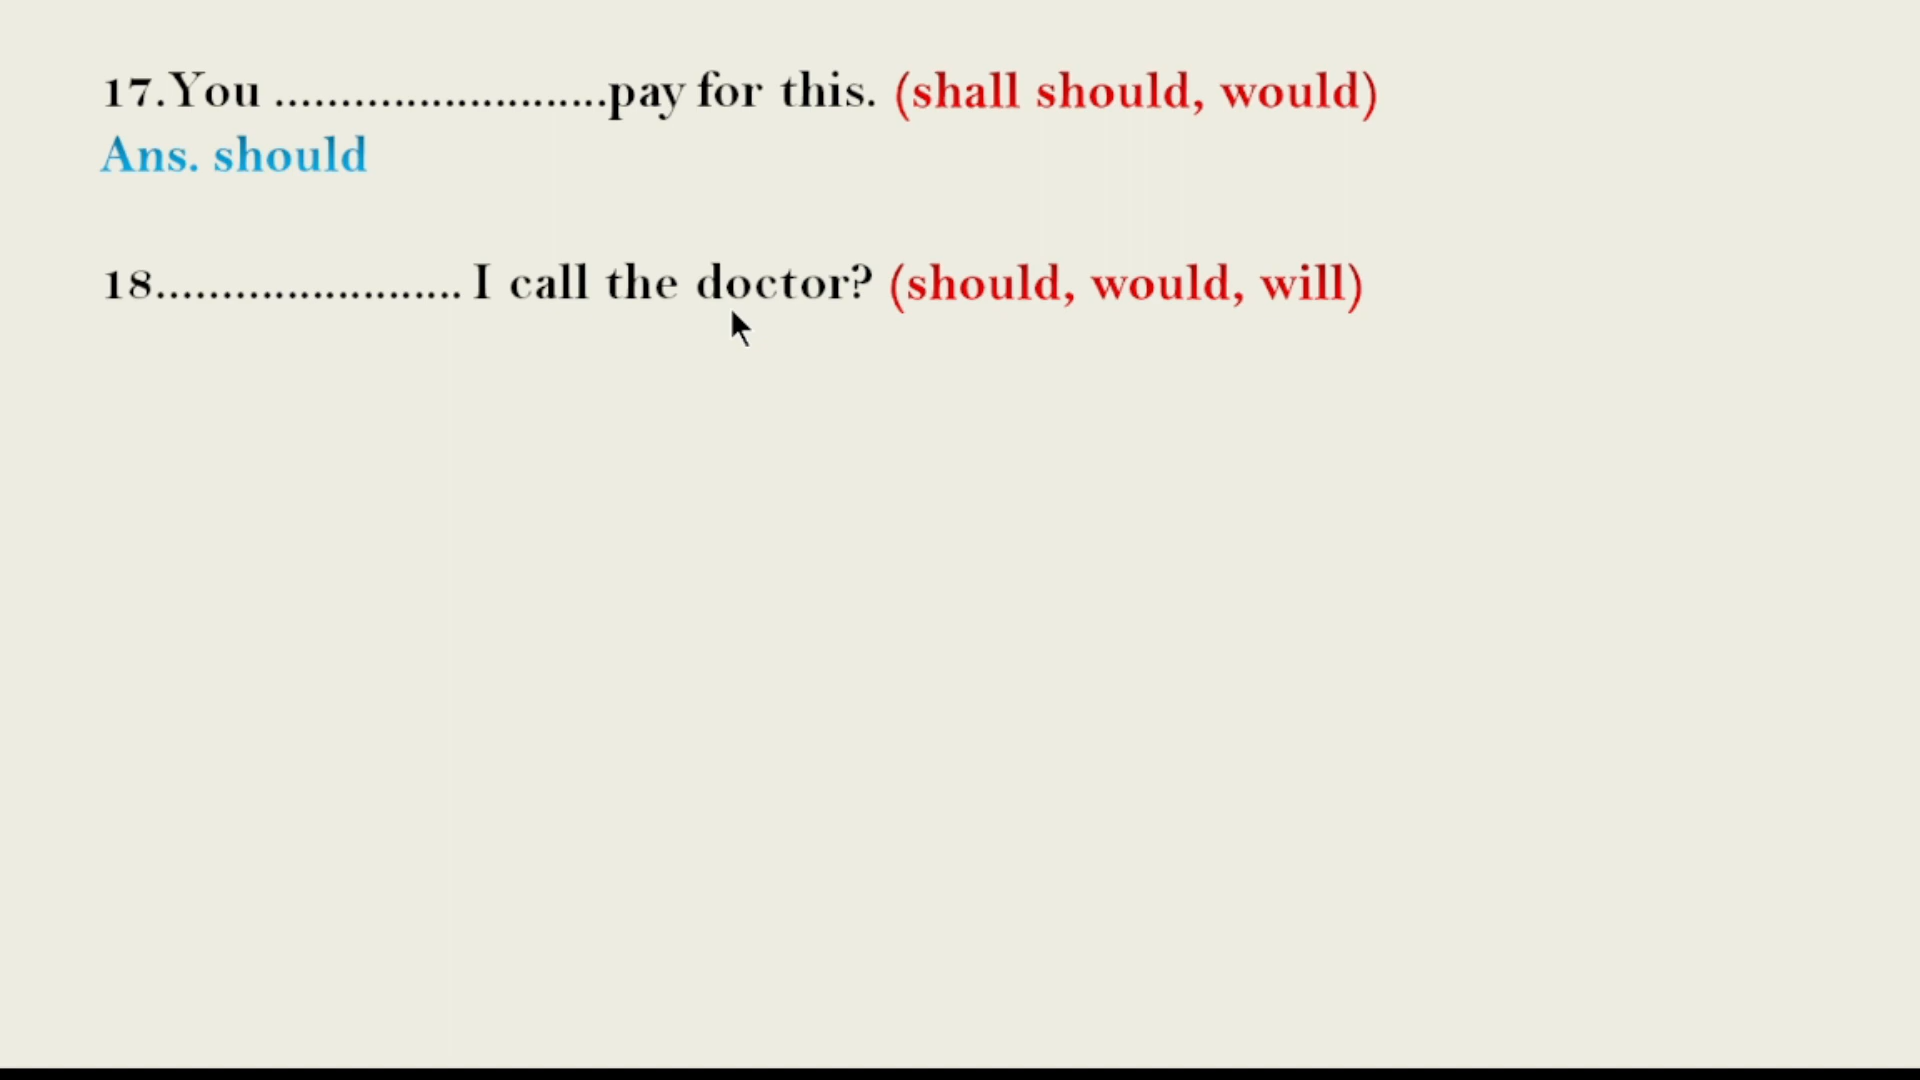 17.You .........................pay for this. (shall should, would)
Ans. should
18....................... I call the doctor? (should, would, will)